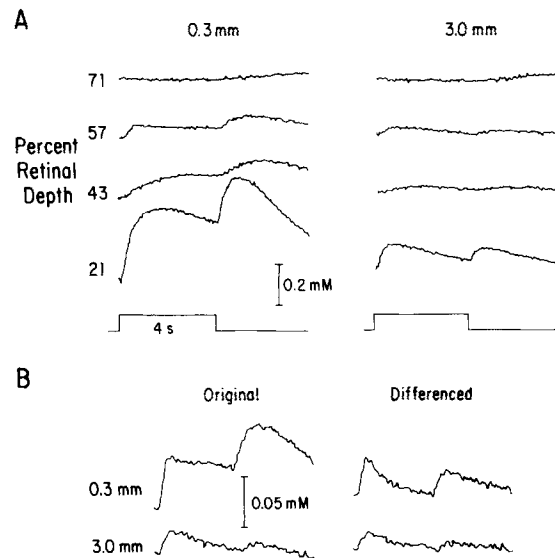 A
0.3 mm
3.0 mm
71
57
Percent
Retinal
Depth
43
21
0.2 mM
4 s
B
Original
Differenced
0.3 mm
0.05 mM
3.0 mm